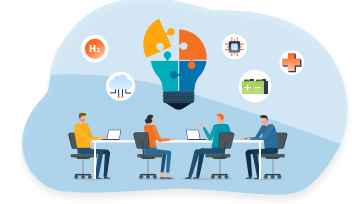 H₂
+ −